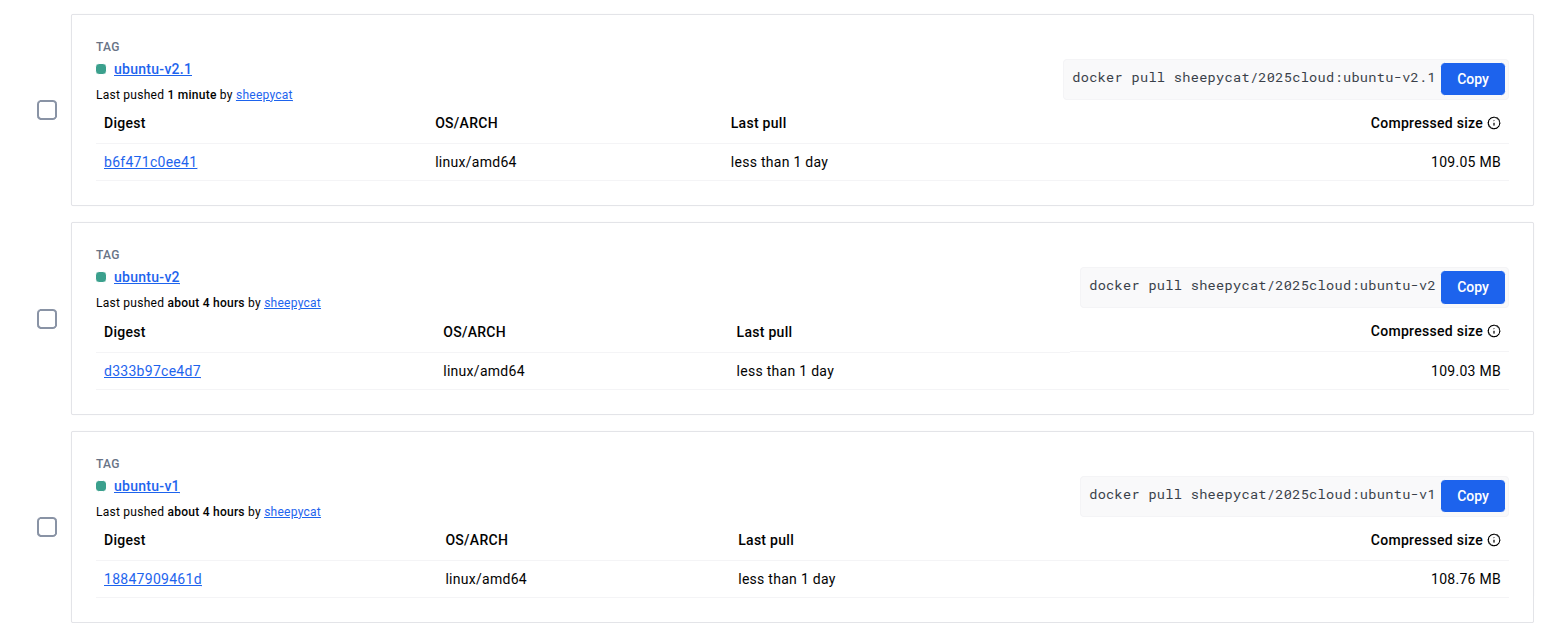 TAG
ubuntu-v2.1
docker pull sheepycat/2025cloud:ubuntu-v2.1 Copy
Last pushed 1 minute by sheepycat
Digest OS/ARCH Last pull Compressed size
b6f471c0ee41 linux/amd64 less than 1 day 109.05 MB
TAG
ubuntu-v2
docker pull sheepycat/2025cloud:ubuntu-v2 Copy
Last pushed about 4 hours by sheepycat
Digest OS/ARCH Last pull Compressed size
d333b97ce4d7 linux/amd64 less than 1 day 109.03 MB
TAG
ubuntu-v1
docker pull sheepycat/2025cloud:ubuntu-v1 Copy
Last pushed about 4 hours by sheepycat
Digest OS/ARCH Last pull Compressed size
18847909461d linux/amd64 less than 1 day 108.76 MB